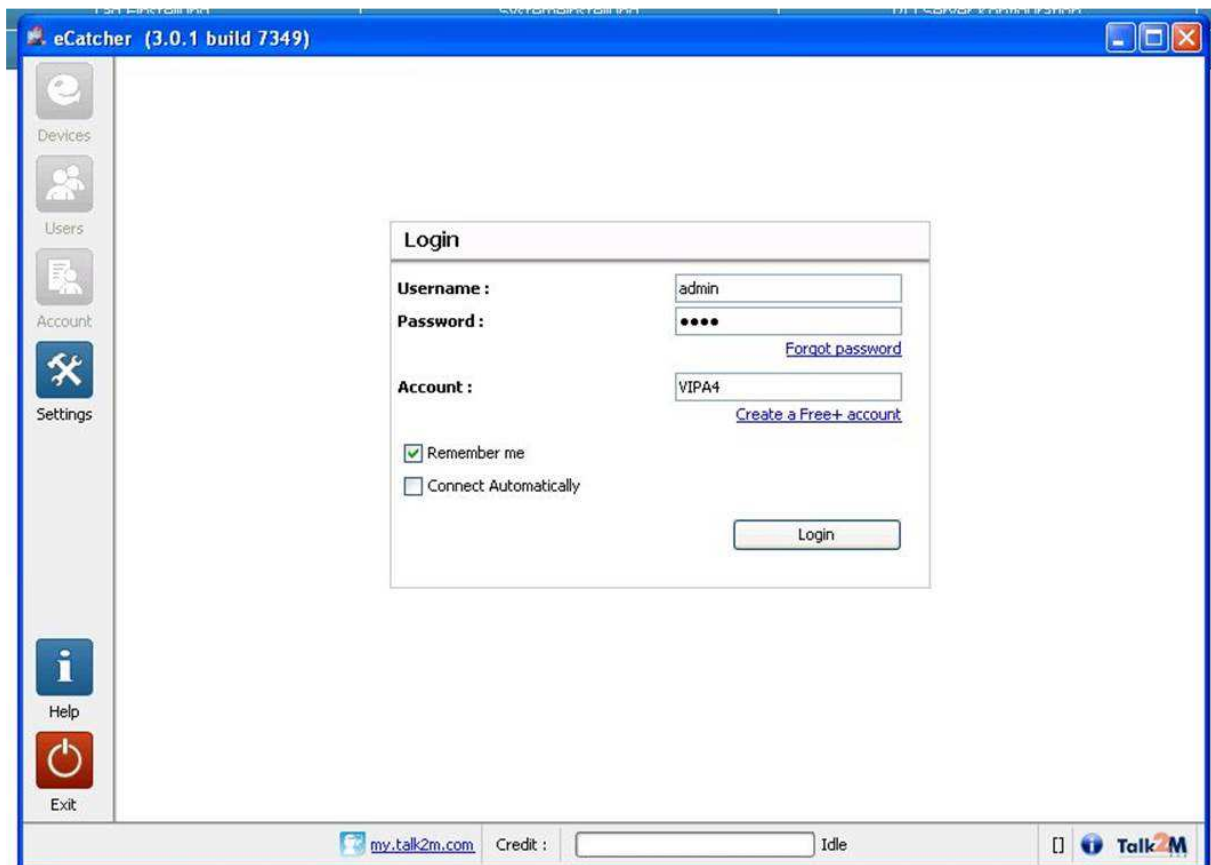 eCatcher (3.0.1 build 7349)
Devices
Users
Account
Settings
Help
Exit
Login
Username :
admin
Password :
••••
Forgot password
Account :
VIPA4
Create a Free+ account
Remember me
Connect Automatically
Login
my.talk2m.com
Credit :
Idle
[]
Talk2M